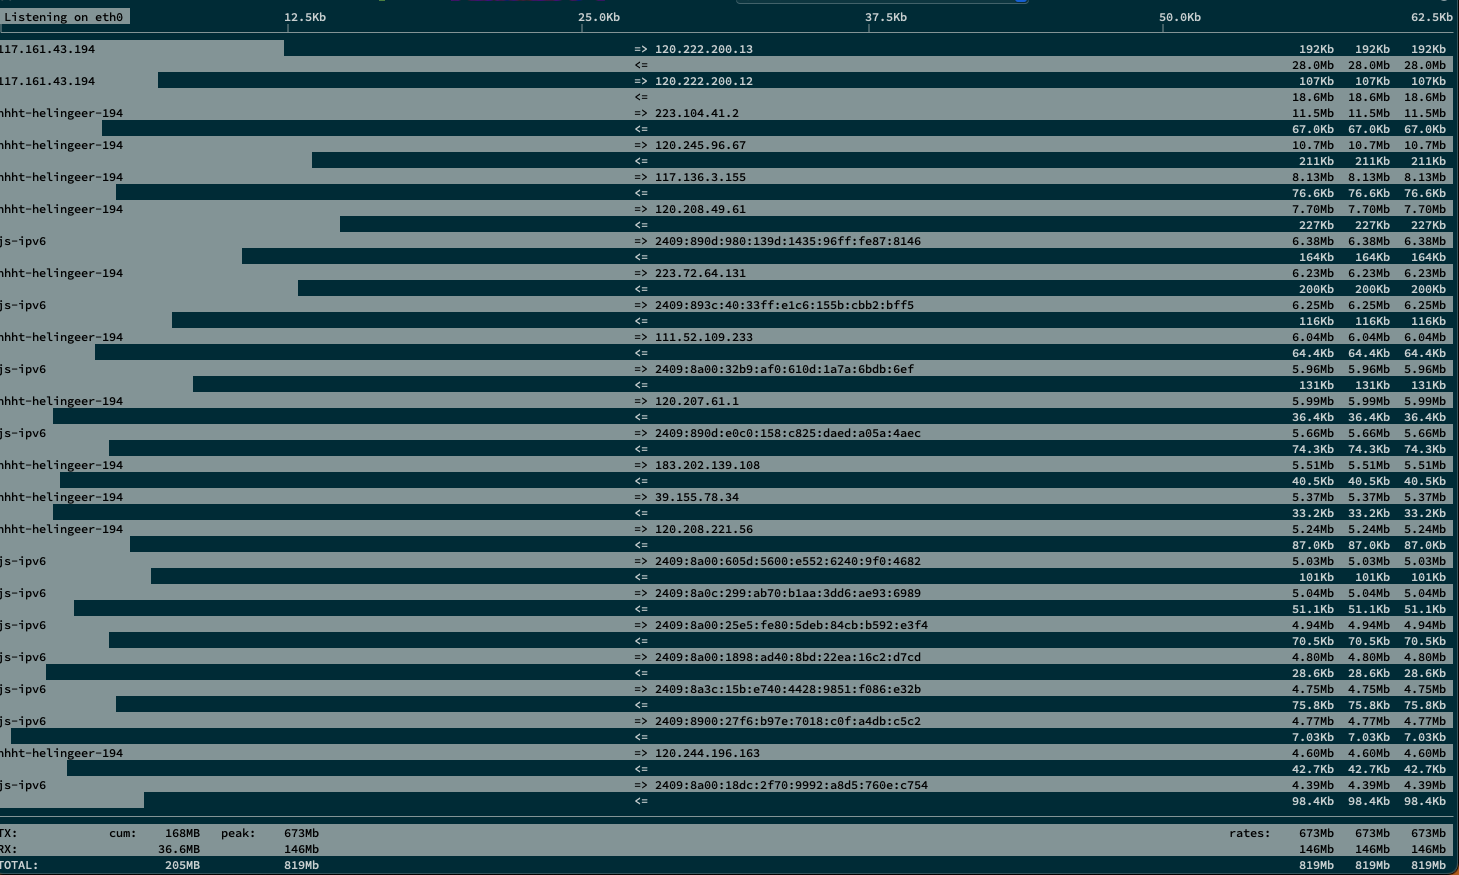 Listening on eth0
12.5Kb 25.0Kb 37.5Kb 50.0Kb 62.5Kb
117.161.43.194 => 120.222.200.13 192Kb 192Kb 192Kb
<= 28.0Mb 28.0Mb 28.0Mb
117.161.43.194 => 120.222.200.12 107Kb 107Kb 107Kb
<= 18.6Mb 18.6Mb 18.6Mb
nhht-helingeer-194 => 223.104.41.2 11.5Mb 11.5Mb 11.5Mb
<= 67.0Kb 67.0Kb 67.0Kb
nhht-helingeer-194 => 120.245.96.67 10.7Mb 10.7Mb 10.7Mb
<= 211Kb 211Kb 211Kb
nhht-helingeer-194 => 117.136.3.155 8.13Mb 8.13Mb 8.13Mb
<= 76.6Kb 76.6Kb 76.6Kb
nhht-helingeer-194 => 120.208.49.61 7.70Mb 7.70Mb 7.70Mb
<= 227Kb 227Kb 227Kb
js-ipv6 => 2409:890d:980:139d:1435:96ff:fe87:8146 6.38Mb 6.38Mb 6.38Mb
<= 164Kb 164Kb 164Kb
nhht-helingeer-194 => 223.72.64.131 6.23Mb 6.23Mb 6.23Mb
<= 200Kb 200Kb 200Kb
js-ipv6 => 2409:893c:40:33ff:e1c6:155b:cbb2:bff5 6.25Mb 6.25Mb 6.25Mb
<= 116Kb 116Kb 116Kb
nhht-helingeer-194 => 111.52.109.233 6.04Mb 6.04Mb 6.04Mb
<= 64.4Kb 64.4Kb 64.4Kb
js-ipv6 => 2409:8a00:32b9:af0:610d:1a7a:6bdb:6ef 5.96Mb 5.96Mb 5.96Mb
<= 131Kb 131Kb 131Kb
nhht-helingeer-194 => 120.207.61.1 5.99Mb 5.99Mb 5.99Mb
<= 36.4Kb 36.4Kb 36.4Kb
js-ipv6 => 2409:890d:e0c0:158:c825:daed:a05a:4aec 5.66Mb 5.66Mb 5.66Mb
<= 74.3Kb 74.3Kb 74.3Kb
nhht-helingeer-194 => 183.202.139.108 5.51Mb 5.51Mb 5.51Mb
<= 40.5Kb 40.5Kb 40.5Kb
nhht-helingeer-194 => 39.155.78.34 5.37Mb 5.37Mb 5.37Mb
<= 33.2Kb 33.2Kb 33.2Kb
nhht-helingeer-194 => 120.208.221.56 5.24Mb 5.24Mb 5.24Mb
<= 87.0Kb 87.0Kb 87.0Kb
js-ipv6 => 2409:8a00:605d:5600:e552:6240:9f0:4682 5.03Mb 5.03Mb 5.03Mb
<= 101Kb 101Kb 101Kb
js-ipv6 => 2409:8a0c:299:ab70:b1aa:3dd6:ae93:6989 5.04Mb 5.04Mb 5.04Mb
<= 51.1Kb 51.1Kb 51.1Kb
js-ipv6 => 2409:8a00:25e5:fe80:5deb:84cb:b592:e3f4 4.94Mb 4.94Mb 4.94Mb
<= 70.5Kb 70.5Kb 70.5Kb
js-ipv6 => 2409:8a00:1898:ad40:8bd:22ea:16c2:d7cd 4.80Mb 4.80Mb 4.80Mb
<= 28.6Kb 28.6Kb 28.6Kb
js-ipv6 => 2409:8a3c:15b:e740:4428:9851:f086:e32b 4.75Mb 4.75Mb 4.75Mb
<= 75.8Kb 75.8Kb 75.8Kb
js-ipv6 => 2409:8900:27f6:b97e:7018:c0f:a4db:c5c2 4.77Mb 4.77Mb 4.77Mb
<= 7.03Kb 7.03Kb 7.03Kb
nhht-helingeer-194 => 120.244.196.163 4.60Mb 4.60Mb 4.60Mb
<= 42.7Kb 42.7Kb 42.7Kb
js-ipv6 => 2409:8a00:18dc:2f70:9992:a8d5:760e:c754 4.39Mb 4.39Mb 4.39Mb
<= 98.4Kb 98.4Kb 98.4Kb
TX: cum: 168MB peak: 673Mb rates: 673Mb 673Mb 673Mb
RX: 36.6MB 146Mb 146Mb 146Mb 146Mb
TOTAL: 205MB 819Mb 819Mb 819Mb 819Mb